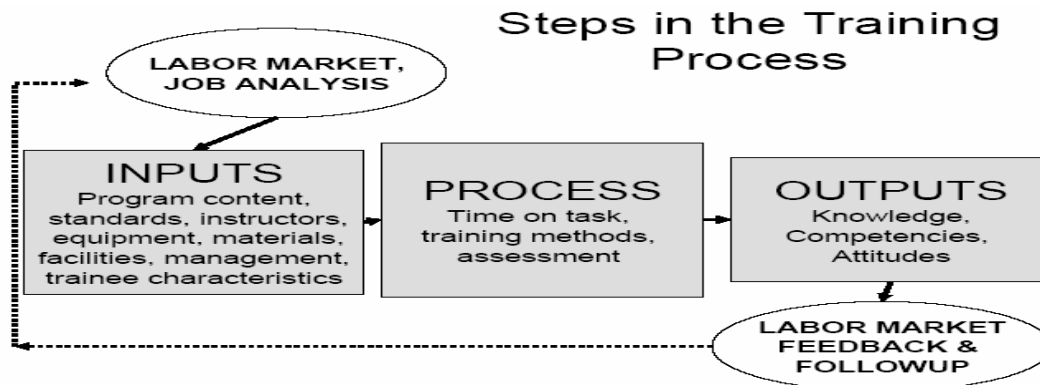 Steps in the Training
Process
LABOR MARKET,
JOB ANALYSIS
INPUTS
Program content,
standards, instructors,
equipment, materials,
facilities, management,
trainee characteristics
PROCESS
Time on task,
training methods,
assessment
OUTPUTS
Knowledge,
Competencies,
Attitudes
LABOR MARKET
FEEDBACK &
FOLLOWUP